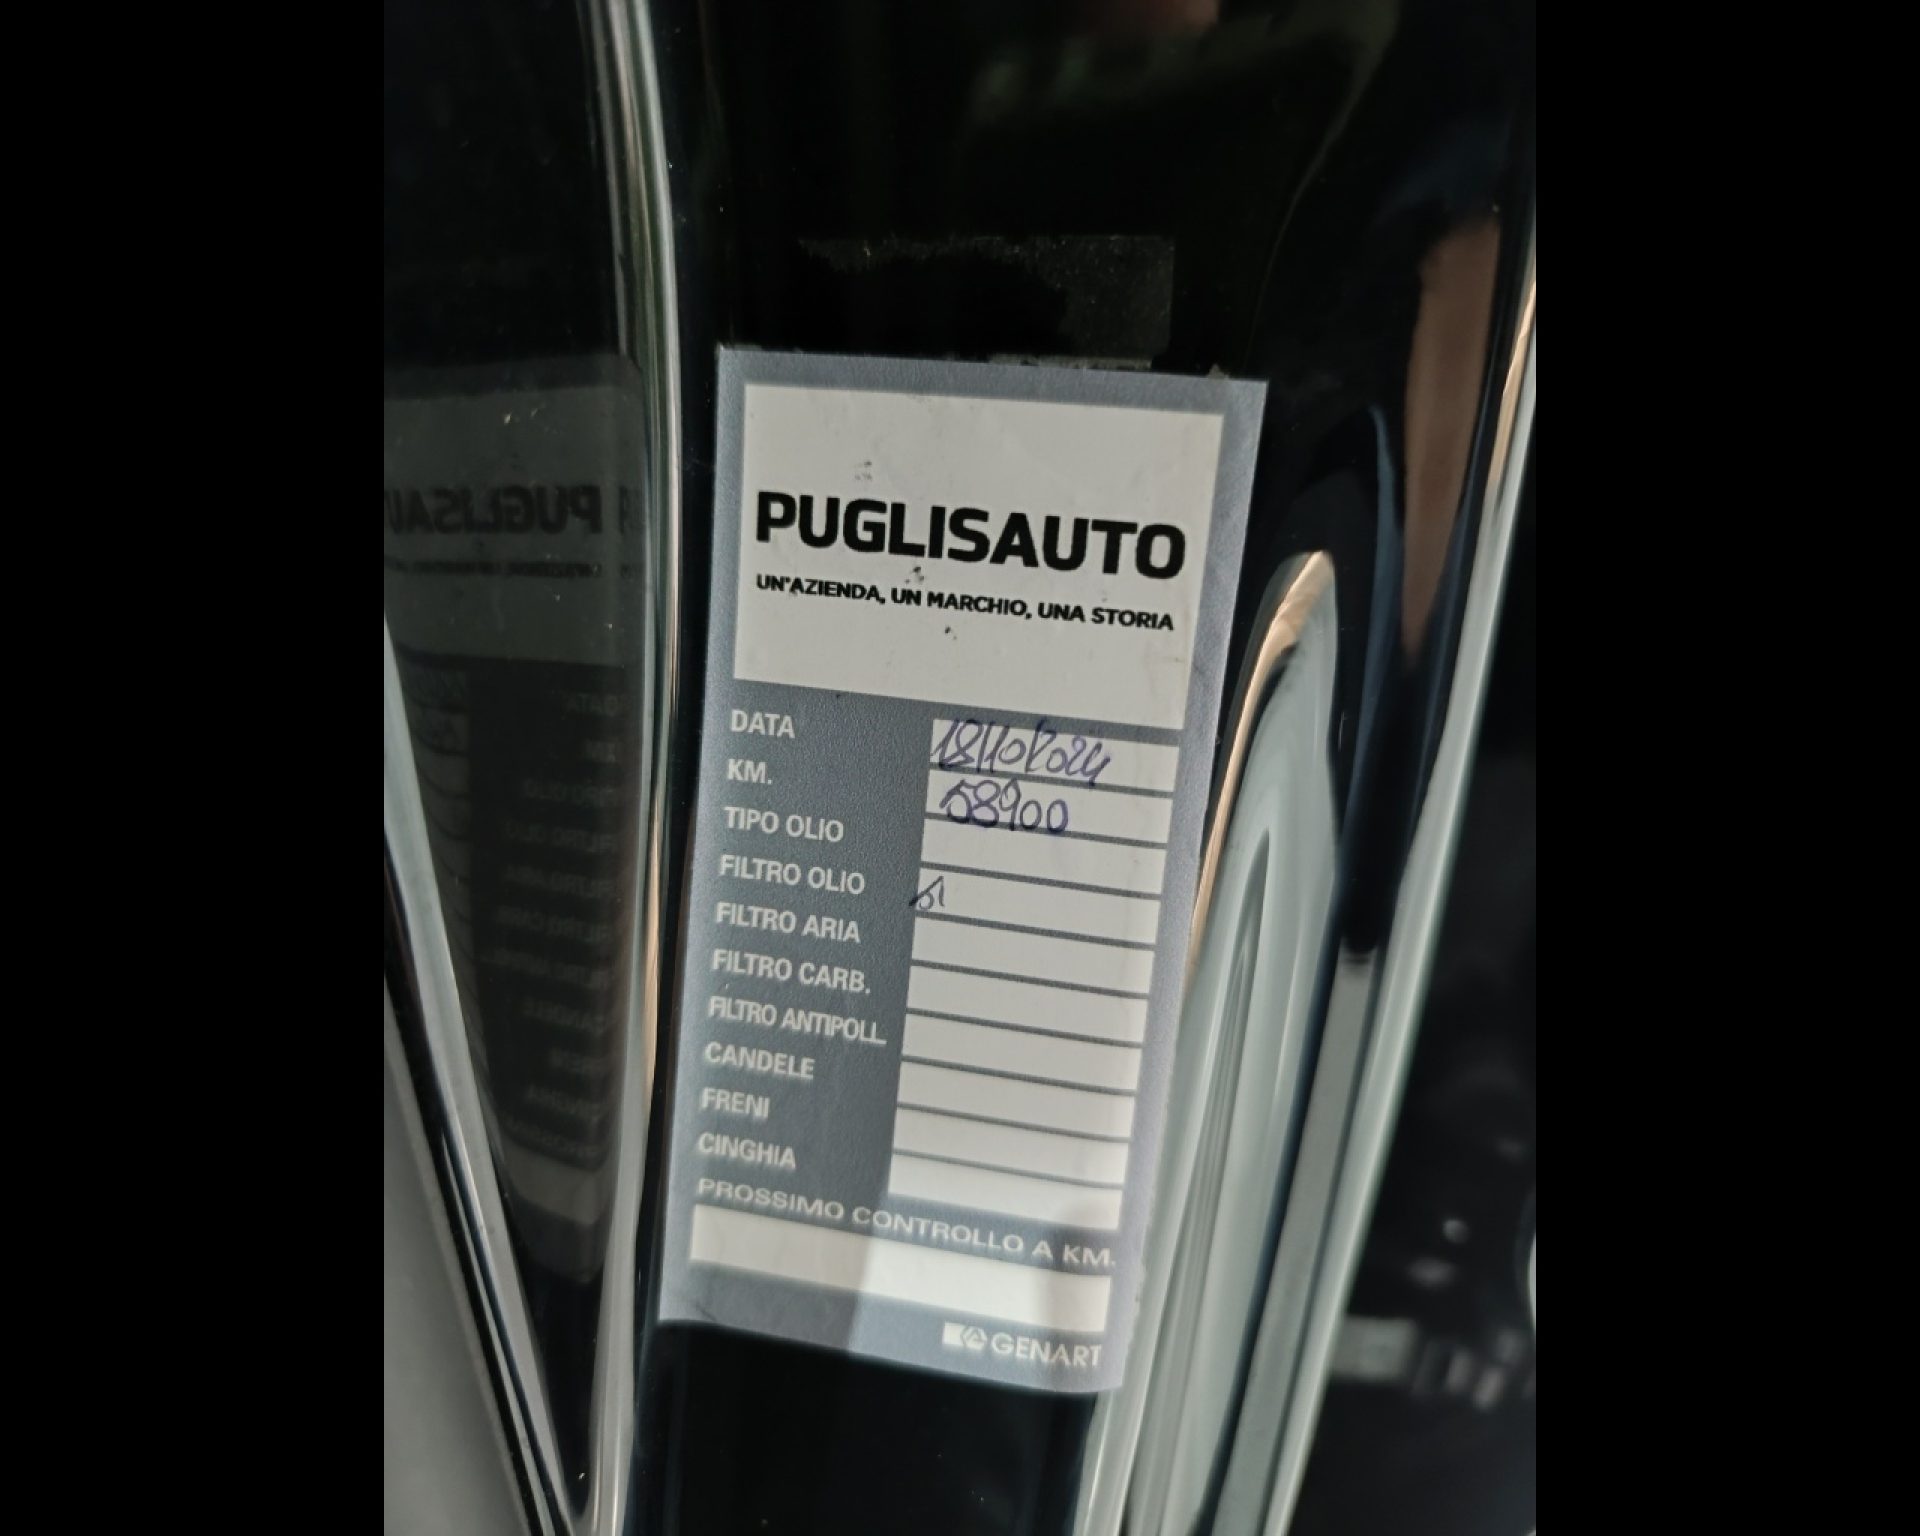 PUGLISAUTO
UN'AZIENDA, UN MARCHIO, UNA STORIA
DATA 18/10/2024
KM. 58900
TIPO OLIO
FILTRO OLIO si
FILTRO ARIA
FILTRO CARB.
FILTRO ANTIPOLL.
CANDELE
FRENI
CINGHIA
PROSSIMO CONTROLLO A KM.
GENART